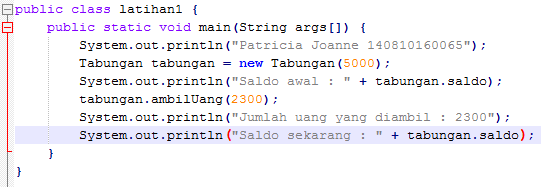 public class latihan1 {
public static void main(String args[]) {
System.out.println("Patricia Joanne 140810160065");
Tabungan tabungan = new Tabungan(5000);
System.out.println("Saldo awal : " + tabungan.saldo);
tabungan.ambilUang(2300);
System.out.println("Jumlah uang yang diambil : 2300");
System.out.println("Saldo sekarang : " + tabungan.saldo);
}
}